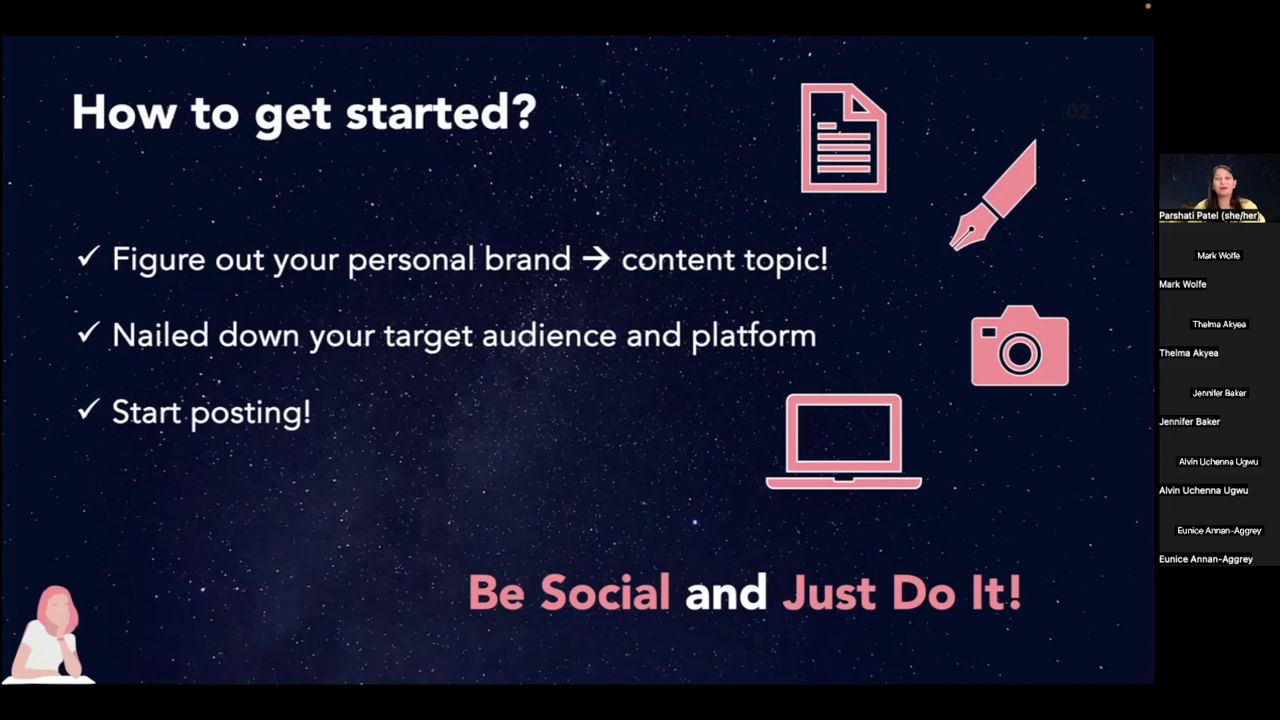 How to get started?
02
✓ Figure out your personal brand → content topic!
✓ Nailed down your target audience and platform
✓ Start posting!
Be Social and Just Do It!
Parshati Patel (she/her)
Mark Wolfe
Mark Wolfe
Thelma Akyea
Thelma Akyea
Jennifer Baker
Jennifer Baker
Alvin Uchenna Ugwu
Alvin Uchenna Ugwu
Eunice Annan-Aggrey
Eunice Annan-Aggrey